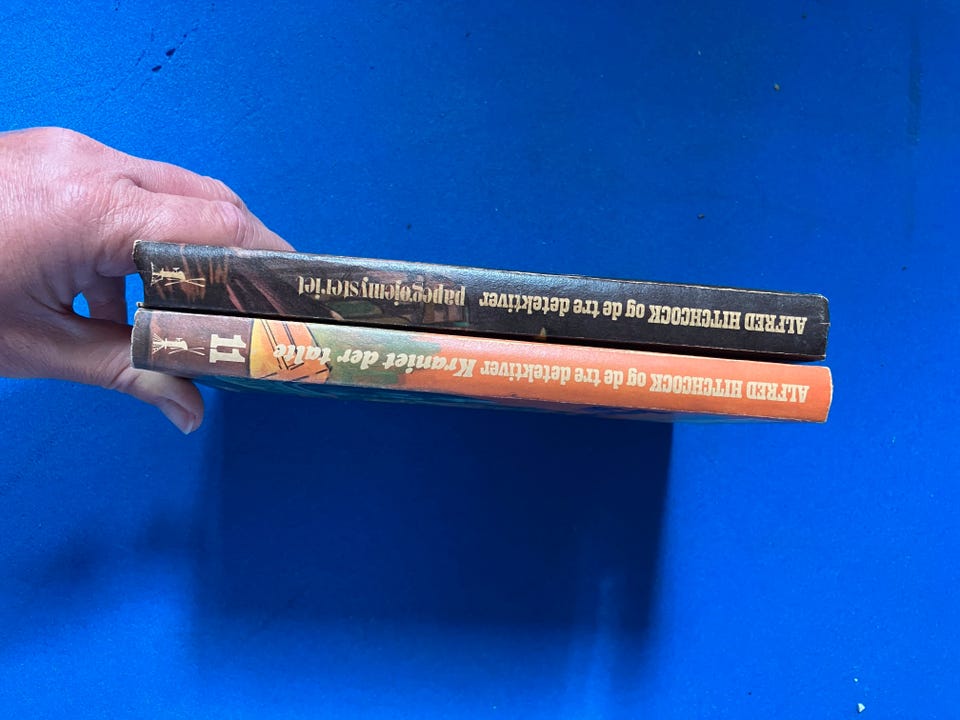 ALFRED HITCHCOCK og de tre detektiver papegøjemysteriet
ALFRED HITCHCOCK og de tre detektiver Kraniet der talte 11